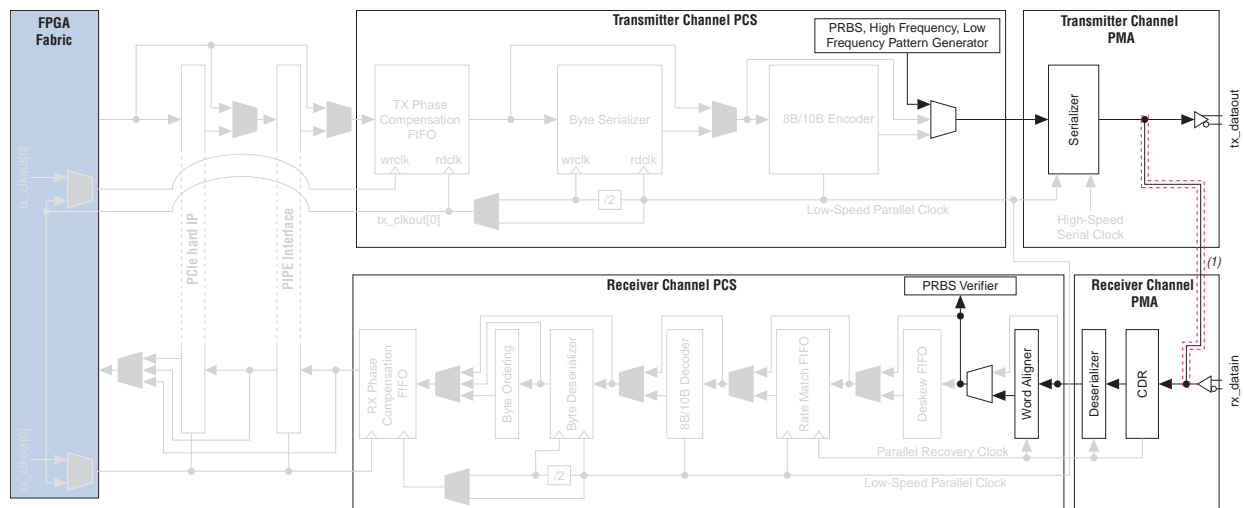 FPGA
Fabric
Transmitter Channel PCS
PRBS, High Frequency, Low
Frequency Pattern Generator
Transmitter Channel
PMA
TX Phase
Compensation
FIFO
wrclk
rdclk
Byte Serializer
wrclk
rdclk
8B/10B Encoder
Serializer
tx_dataout
tx_clkout[0]
PCIe hard IP
PIPE Interface
/2
tx_clkout[0]
Low-Speed Parallel Clock
High-Speed
Serial Clock
(1)
Receiver Channel PCS
PRBS Verifier
Receiver Channel
PMA
RX Phase
Compensation
FIFO
Byte Ordering
Byte Deserializer
8B/10B Decoder
Rate Match FIFO
Deskew FIFO
Word Aligner
Deserializer
CDR
rx_datain
tx_clkout[0]
Parallel Recovery Clock
/2
Low-Speed Parallel Clock